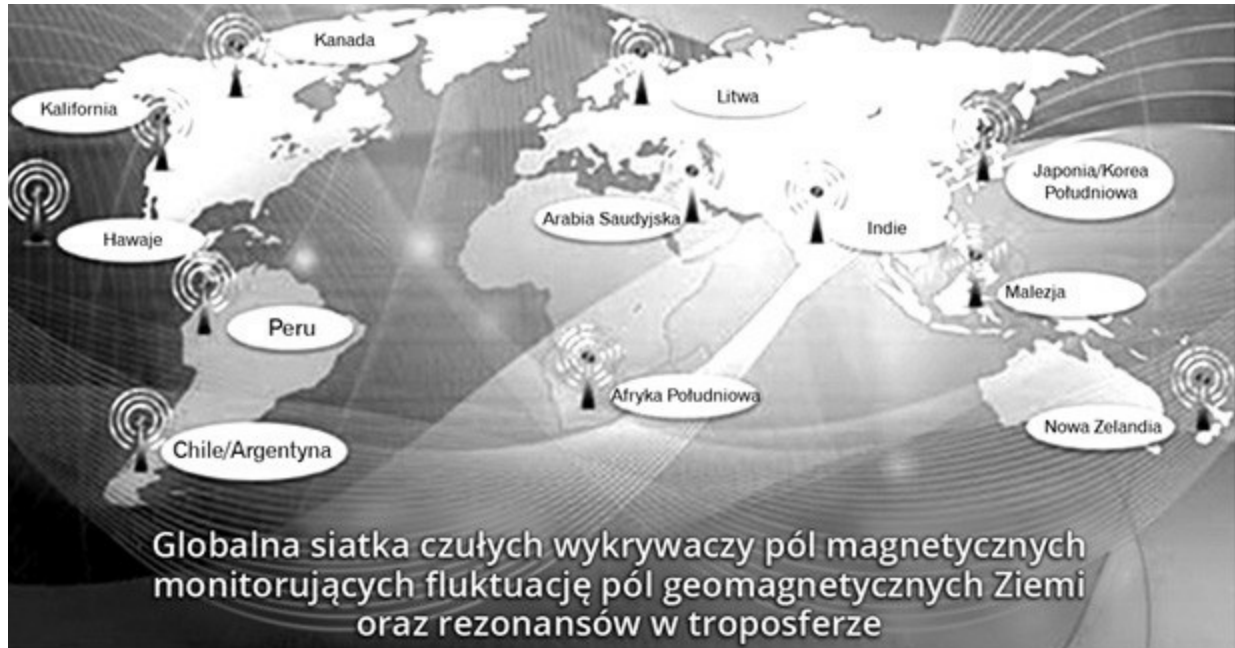 Kanada
Kalifornia
Litwa
Japonia/Korea
Południowa
Arabia Saudyjska
Indie
Hawaje
Malezja
Peru
Afryka Południowa
Nowa Zelandia
Chile/Argentyna
Globalna siatka czułych wykrywaczy pól magnetycznych
monitorujących fluktuację pól geomagnetycznych Ziemi
oraz rezonansów w troposferze